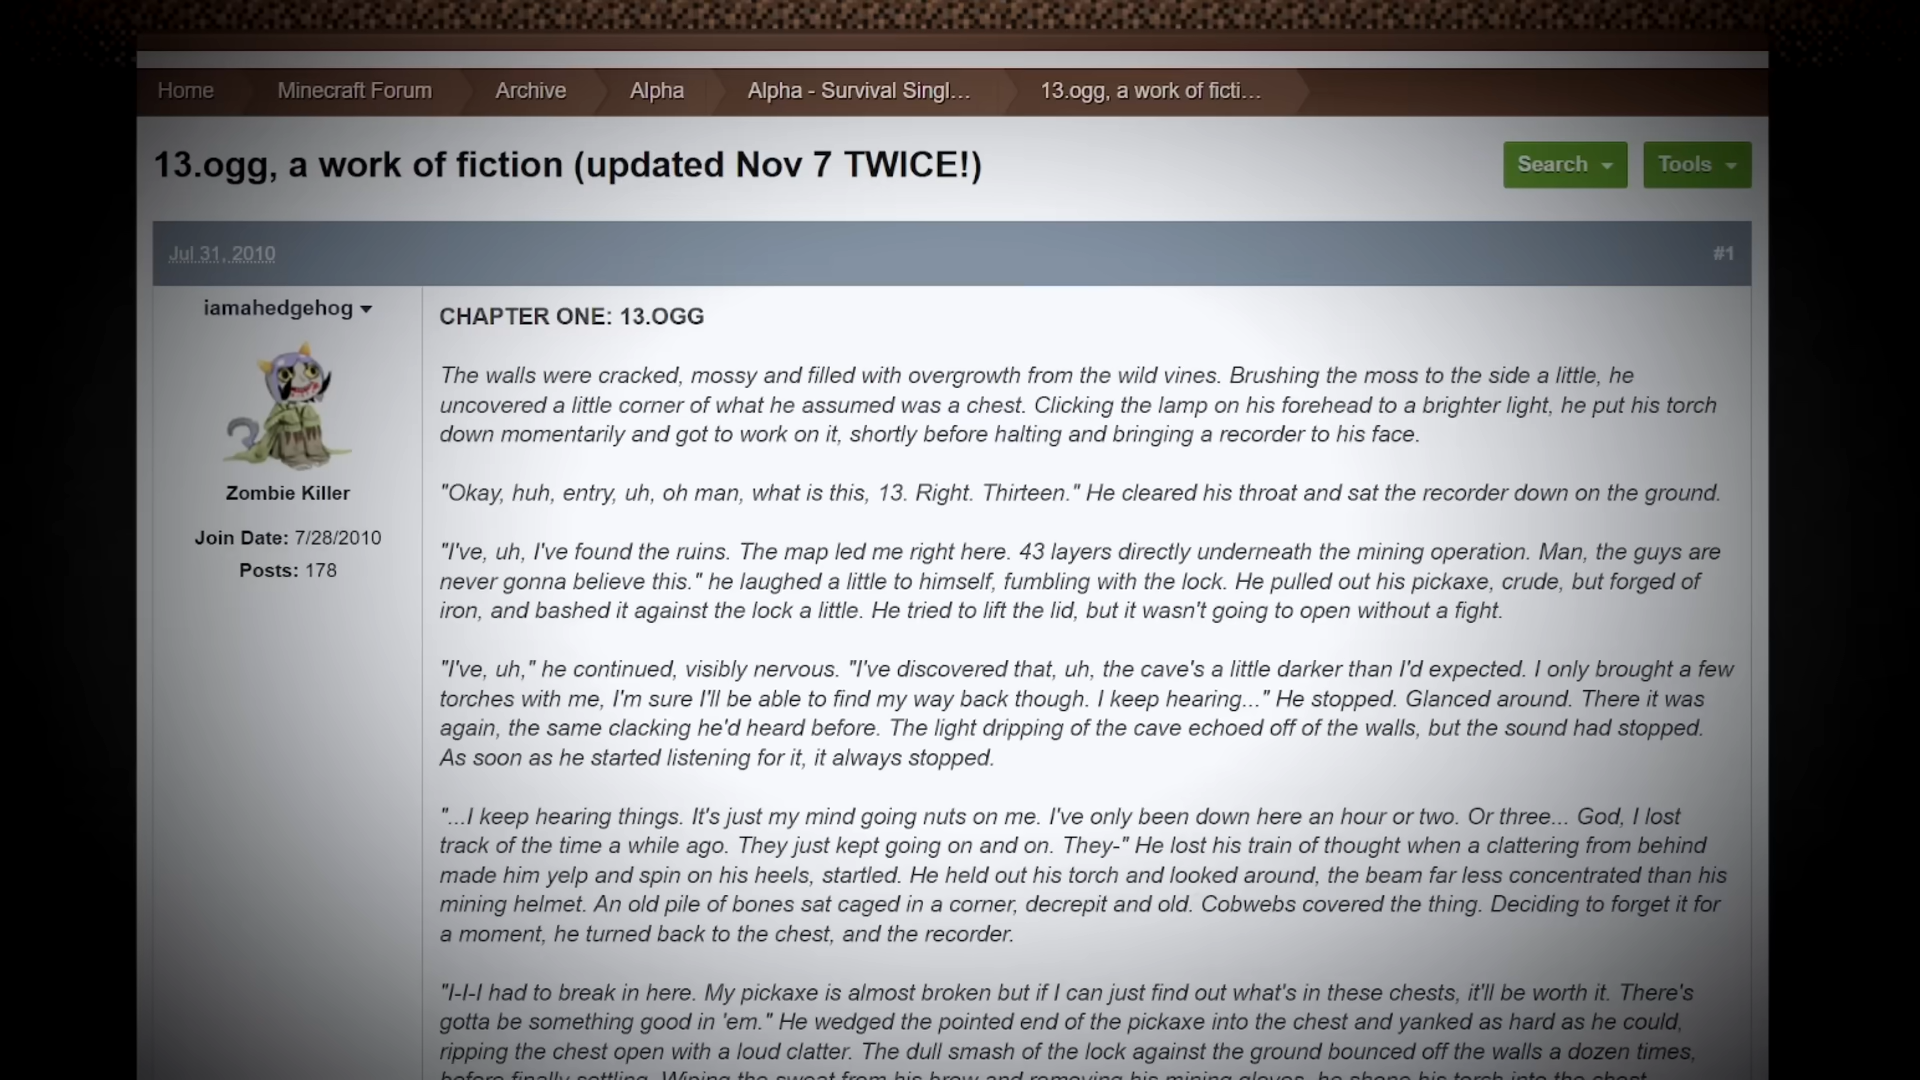 Home Minecraft Forum Archive Alpha Alpha - Survival Singl... 13.ogg, a work of ficti...
13.ogg, a work of fiction (updated Nov 7 TWICE!)
Search Tools
Jul 31, 2010 #1
iamahedgehog
Zombie Killer
Join Date: 7/28/2010
Posts: 178
CHAPTER ONE: 13.OGG
The walls were cracked, mossy and filled with overgrowth from the wild vines. Brushing the moss to the side a little, he
uncovered a little corner of what he assumed was a chest. Clicking the lamp on his forehead to a brighter light, he put his torch
down momentarily and got to work on it, shortly before halting and bringing a recorder to his face.
"Okay, huh, entry, uh, oh man, what is this, 13. Right. Thirteen." He cleared his throat and sat the recorder down on the ground.
"I've, uh, I've found the ruins. The map led me right here. 43 layers directly underneath the mining operation. Man, the guys are
never gonna believe this." he laughed a little to himself, fumbling with the lock. He pulled out his pickaxe, crude, but forged of
iron, and bashed it against the lock a little. He tried to lift the lid, but it wasn't going to open without a fight.
"I've, uh," he continued, visibly nervous. "I've discovered that, uh, the cave's a little darker than I'd expected. I only brought a few
torches with me, I'm sure I'll be able to find my way back though. I keep hearing..." He stopped. Glanced around. There it was
again, the same clacking he'd heard before. The light dripping of the cave echoed off of the walls, but the sound had stopped.
As soon as he started listening for it, it always stopped.
"...I keep hearing things. It's just my mind going nuts on me. I've only been down here an hour or two. Or three... God, I lost
track of the time a while ago. They just kept going on and on. They-" He lost his train of thought when a clattering from behind
made him yelp and spin on his heels, startled. He held out his torch and looked around, the beam far less concentrated than his
mining helmet. An old pile of bones sat caged in a corner, decrepit and old. Cobwebs covered the thing. Deciding to forget it for
a moment, he turned back to the chest, and the recorder.
"I-I-I had to break in here. My pickaxe is almost broken but if I can just find out what's in these chests, it'll be worth it. There's
gotta be something good in 'em." He wedged the pointed end of the pickaxe into the chest and yanked as hard as he could,
ripping the chest open with a loud clatter. The dull smash of the lock against the ground bounced off the walls a dozen times,
before finally settling. Wiping the sweat from his brow and removing his mining gloves, he shone his torch into the chest.